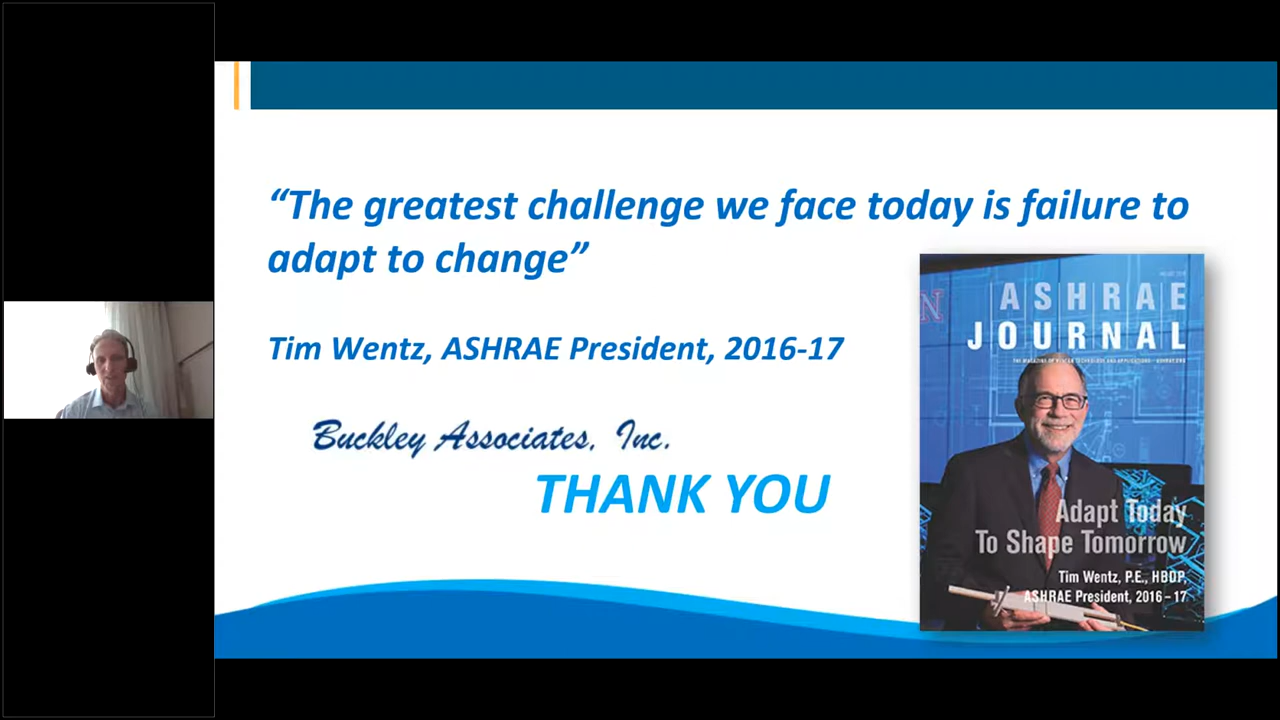 “The greatest challenge we face today is failure to
adapt to change”
Tim Wentz, ASHRAE President, 2016-17
Buckley Associates, Inc.
THANK YOU
N
ASHRAE
JOURNAL
Adapt Today
To Shape Tomorrow
Tim Wentz, P.E., HBDP,
ASHRAE President, 2016–17